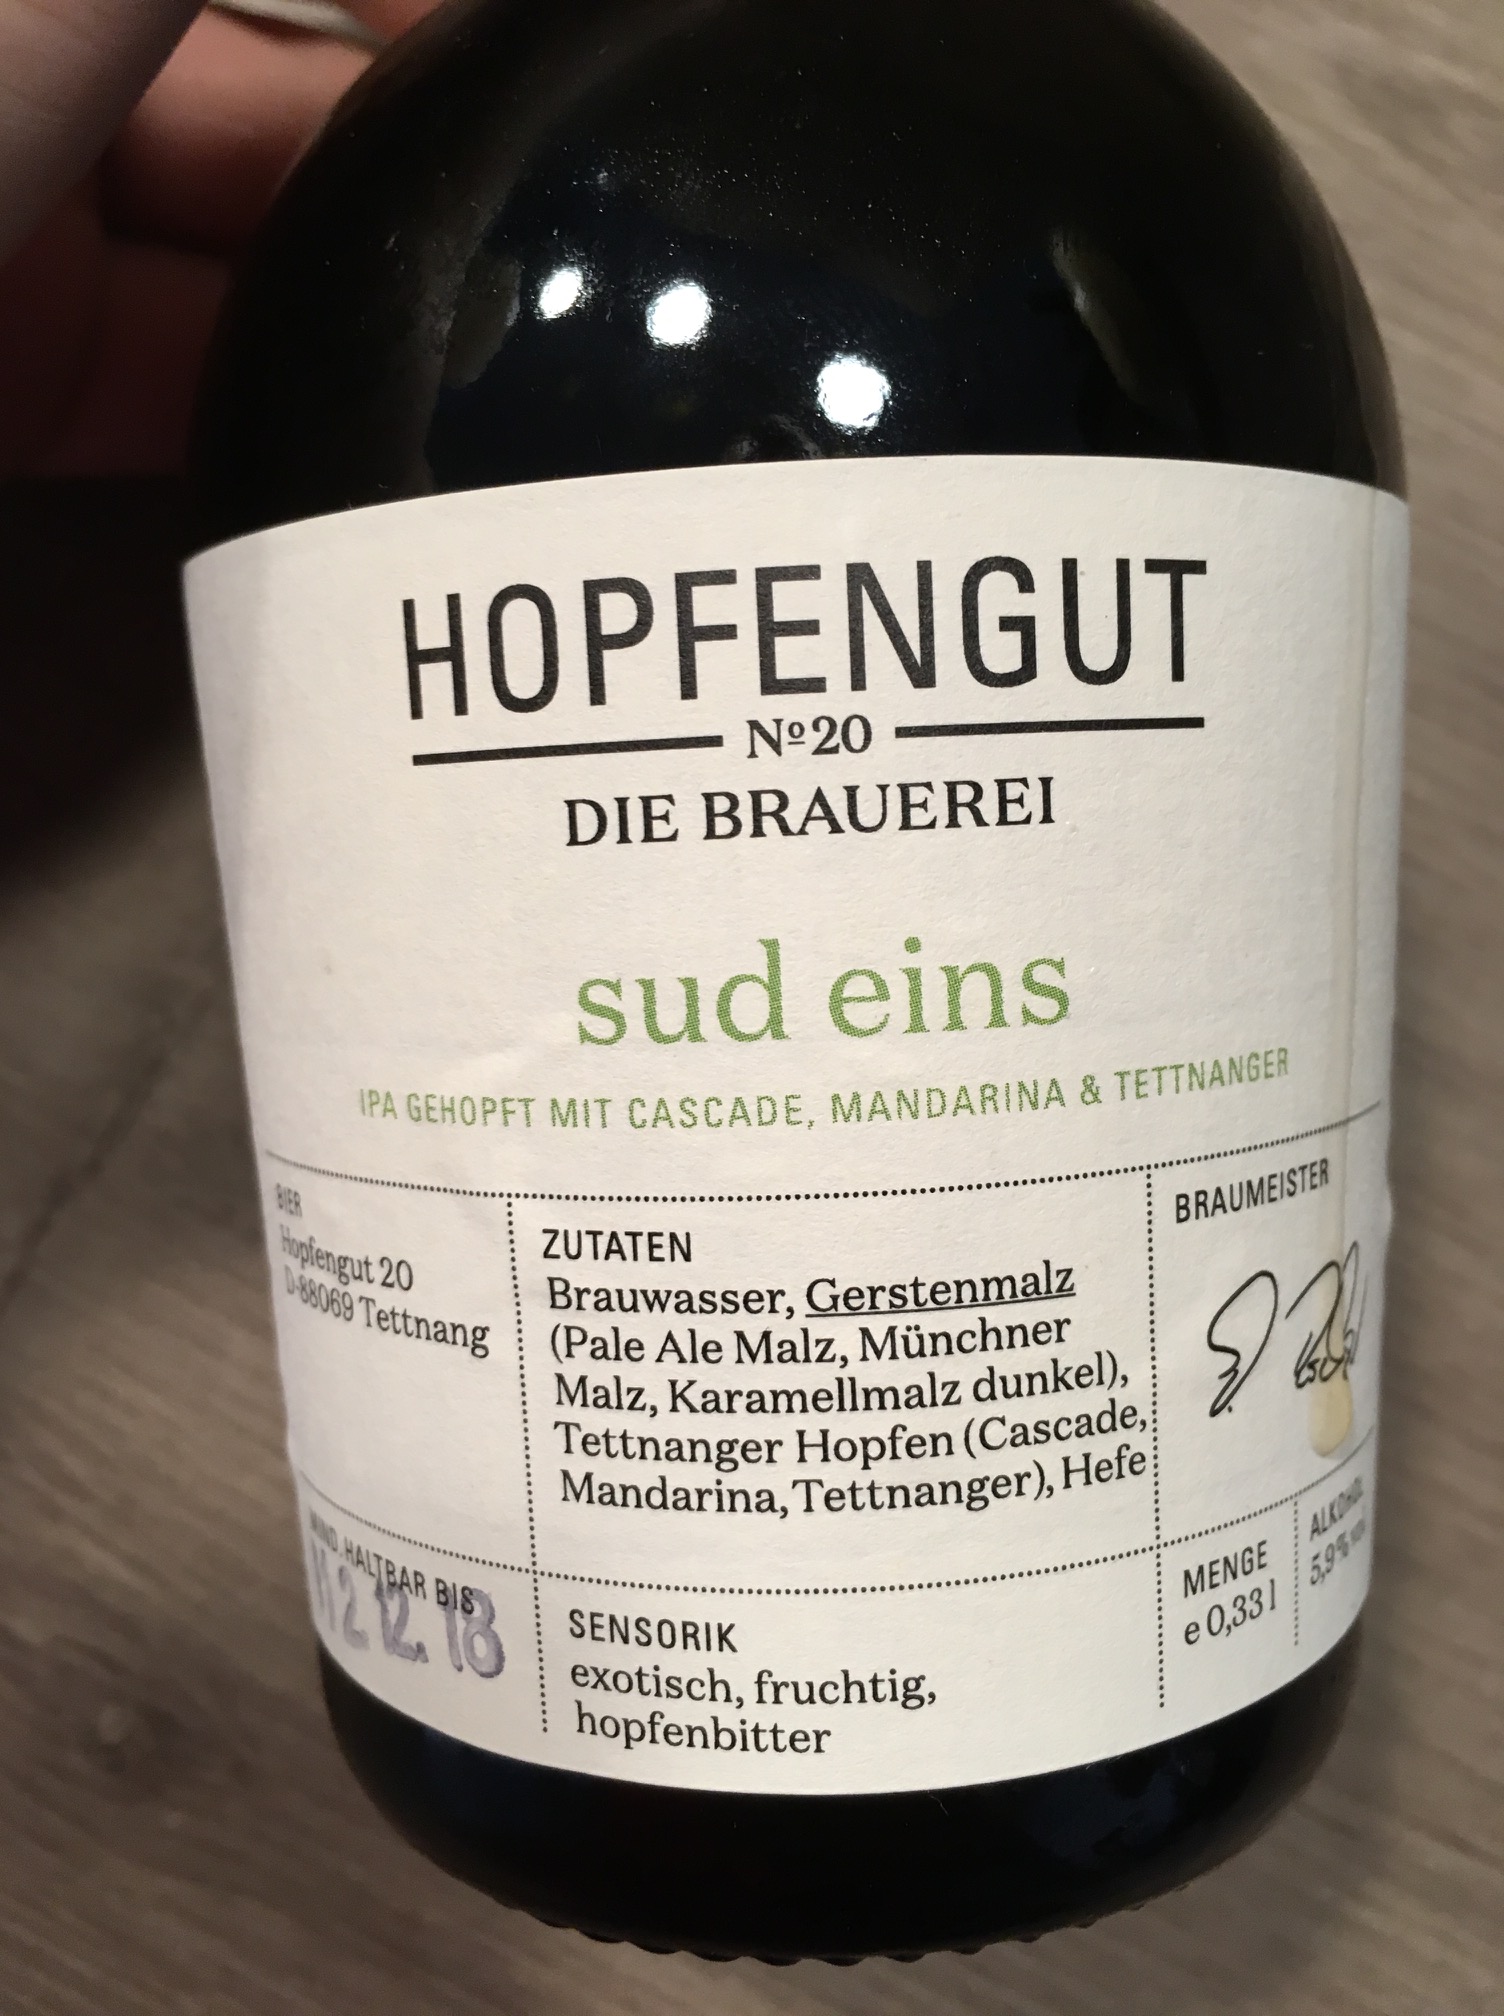 HOPFENGUT
Nº20
DIE BRAUEREI
sud eins
IPA GEHOPFT MIT CASCADE, MANDARINA & TETTNANGER
BIER
Hopfengut 20
D-88069 Tettnang
ZUTATEN
Brauwasser, Gerstenmalz
(Pale Ale Malz, Münchner
Malz, Karamellmalz dunkel),
Tettnanger Hopfen (Cascade,
Mandarina, Tettnanger), Hefe
BRAUMEISTER
MIND. HALTBAR BIS
12. 18
SENSORIK
exotisch, fruchtig,
hopfenbitter
MENGE
e 0,33 l
ALKOHOL
5,9% vol